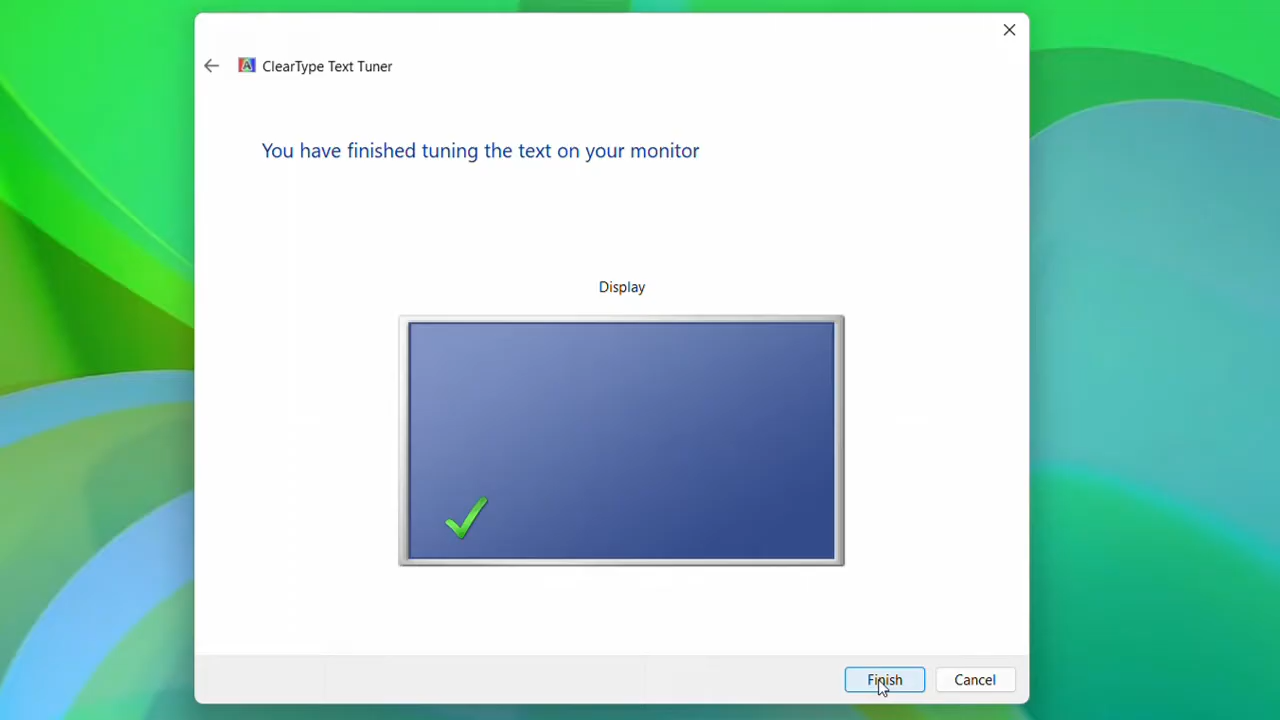 ClearType Text Tuner
You have finished tuning the text on your monitor
Display
Finish
Cancel